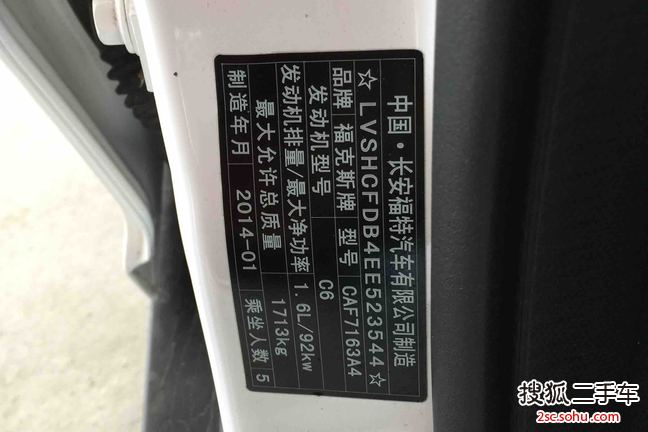 中国·长安福特汽车有限公司制造
☆LVSHCFDB4EE523544☆
品牌 福克斯牌 型号 CAF7163A4
发动机型号 C6
发动机排量/最大净功率 1.6L/92kw
最大允许总质量 1713kg
制造年月 2014-01 乘坐人数 5
搜狐二手车
2sc.sohu.com